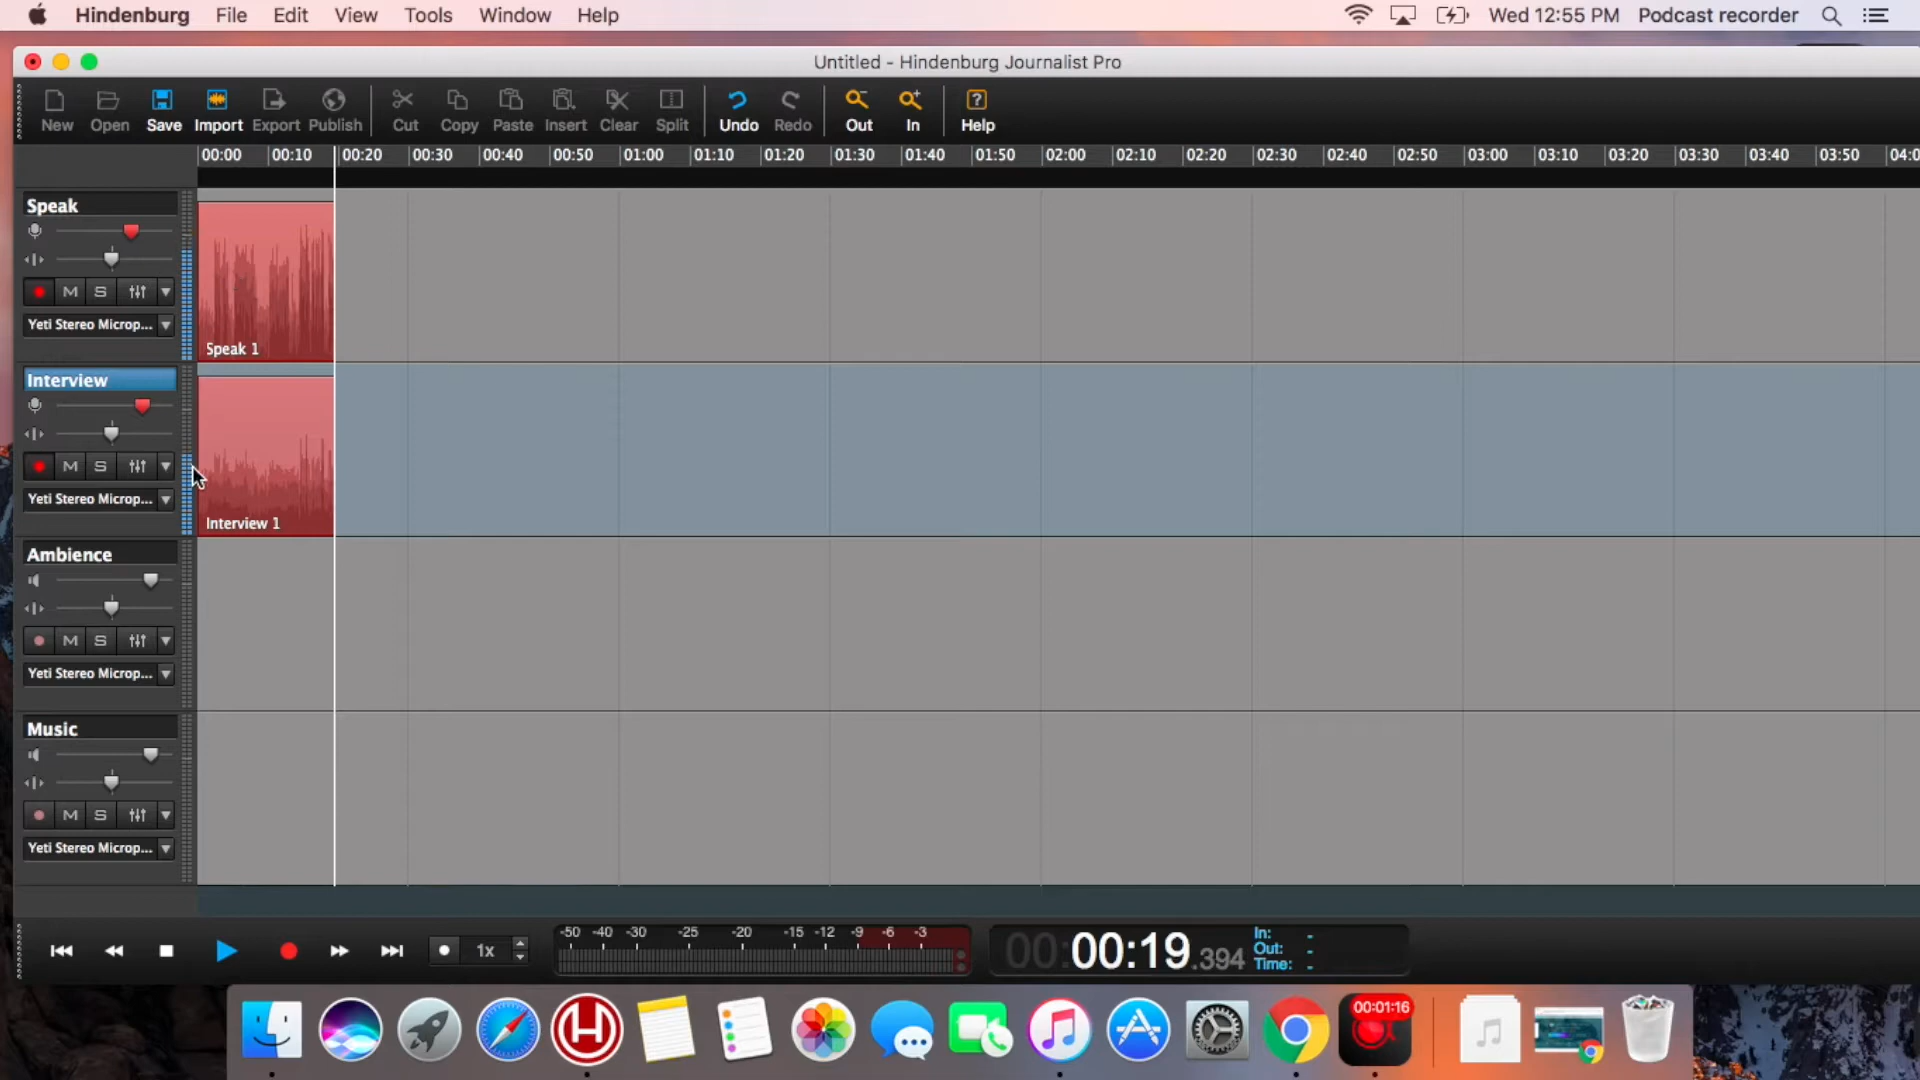 Hindenburg File Edit View Tools Window Help Wed 12:55 PM Podcast recorder
Untitled - Hindenburg Journalist Pro
New Open Save Import Export Publish Cut Copy Paste Insert Clear Split Undo Redo Out In Help
00:00 00:10 00:20 00:30 00:40 00:50 01:00 01:10 01:20 01:30 01:40 01:50 02:00 02:10 02:20 02:30 02:40 02:50 03:00 03:10 03:20 03:30 03:40 03:50 04:0
Speak
M S
Yeti Stereo Microp...
Speak 1
Interview
M S
Yeti Stereo Microp...
Interview 1
Ambience
M S
Yeti Stereo Microp...
Music
M S
Yeti Stereo Microp...
1x
-50 -40 -30 -25 -20 -15 -12 -9 -6 -3
00:00:19.394
In: -
Out: -
Time: -
00:01:16